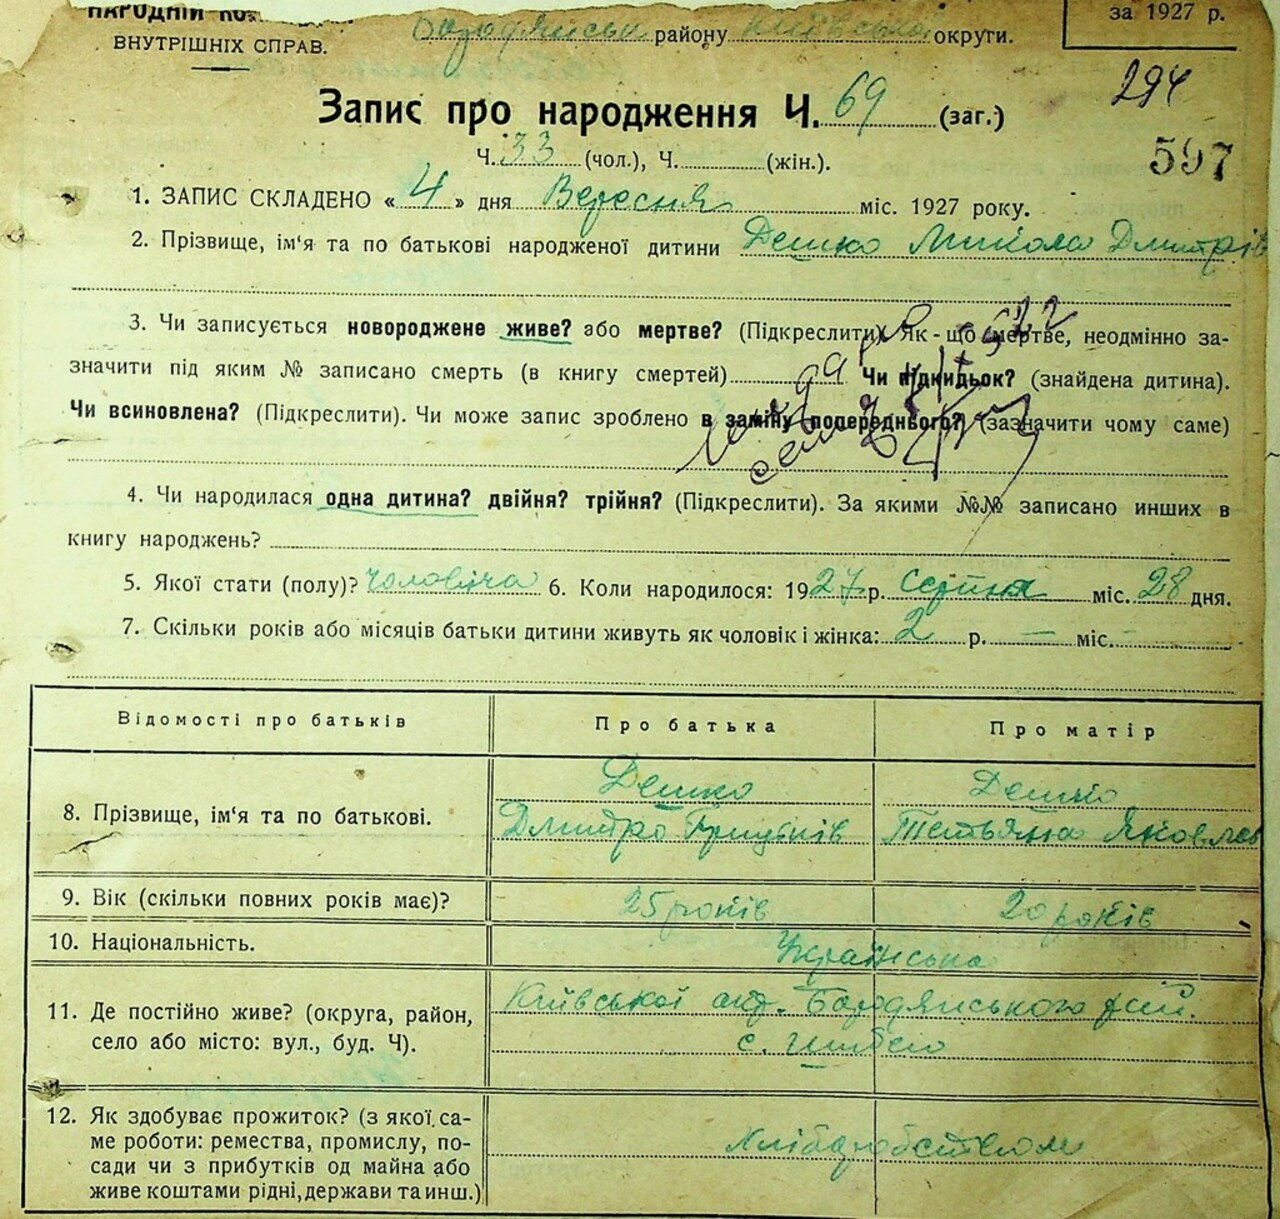 НАРОДНІЙ
за 1927 р.
ВНУТРІШНІХ СПРАВ.
району Київської округи.
294
Запис про народження Ч. 69 (заг.)
Ч. 33 (чол.), Ч. (жін.).
597
1. ЗАПИС СКЛАДЕНО « 4 » дня Вересня міс. 1927 року.
2. Прізвище, ім'я та по батькові народженої дитини Дешко Микола Дмитрів
3. Чи записується новороджене живе? або мертве? (Підкреслити). Як-що мертве, неодмінно за-
значити під яким № записано смерть (в книгу смертей) Чи підкидьок? (знайдена дитина).
Чи всиновлена? (Підкреслити). Чи може запис зроблено в заміну попереднього? (зазначити чому саме)
4. Чи народилася одна дитина? двійня? трійня? (Підкреслити). За якими №№ записано инших в
книгу народжень?
5. Якої стати (полу)? чоловіча 6. Коли народилося: 1927 р. Серпня міс. 28 дня.
7. Скільки років або місяців батьки дитини живуть як чоловік і жінка: 2 р. — міс. -
Відомості про батьків Про батька Про матір
8. Прізвище, ім'я та по батькові. Дешко Дешко
Дмитро Тетьяна Яковлев
9. Вік (скільки повних років має)? 25 років 20 років
10. Національність. Українська
11. Де постійно живе? (округа, район,
село або місто: вул., буд. Ч). Київської окр. Бородянського рай.
с.
12. Як здобуває прожиток? (з якої са-
ме роботи: ремества, промислу, по-
сади чи з прибутків од майна або
живе коштами рідні, держави та инш.) Хліборобством